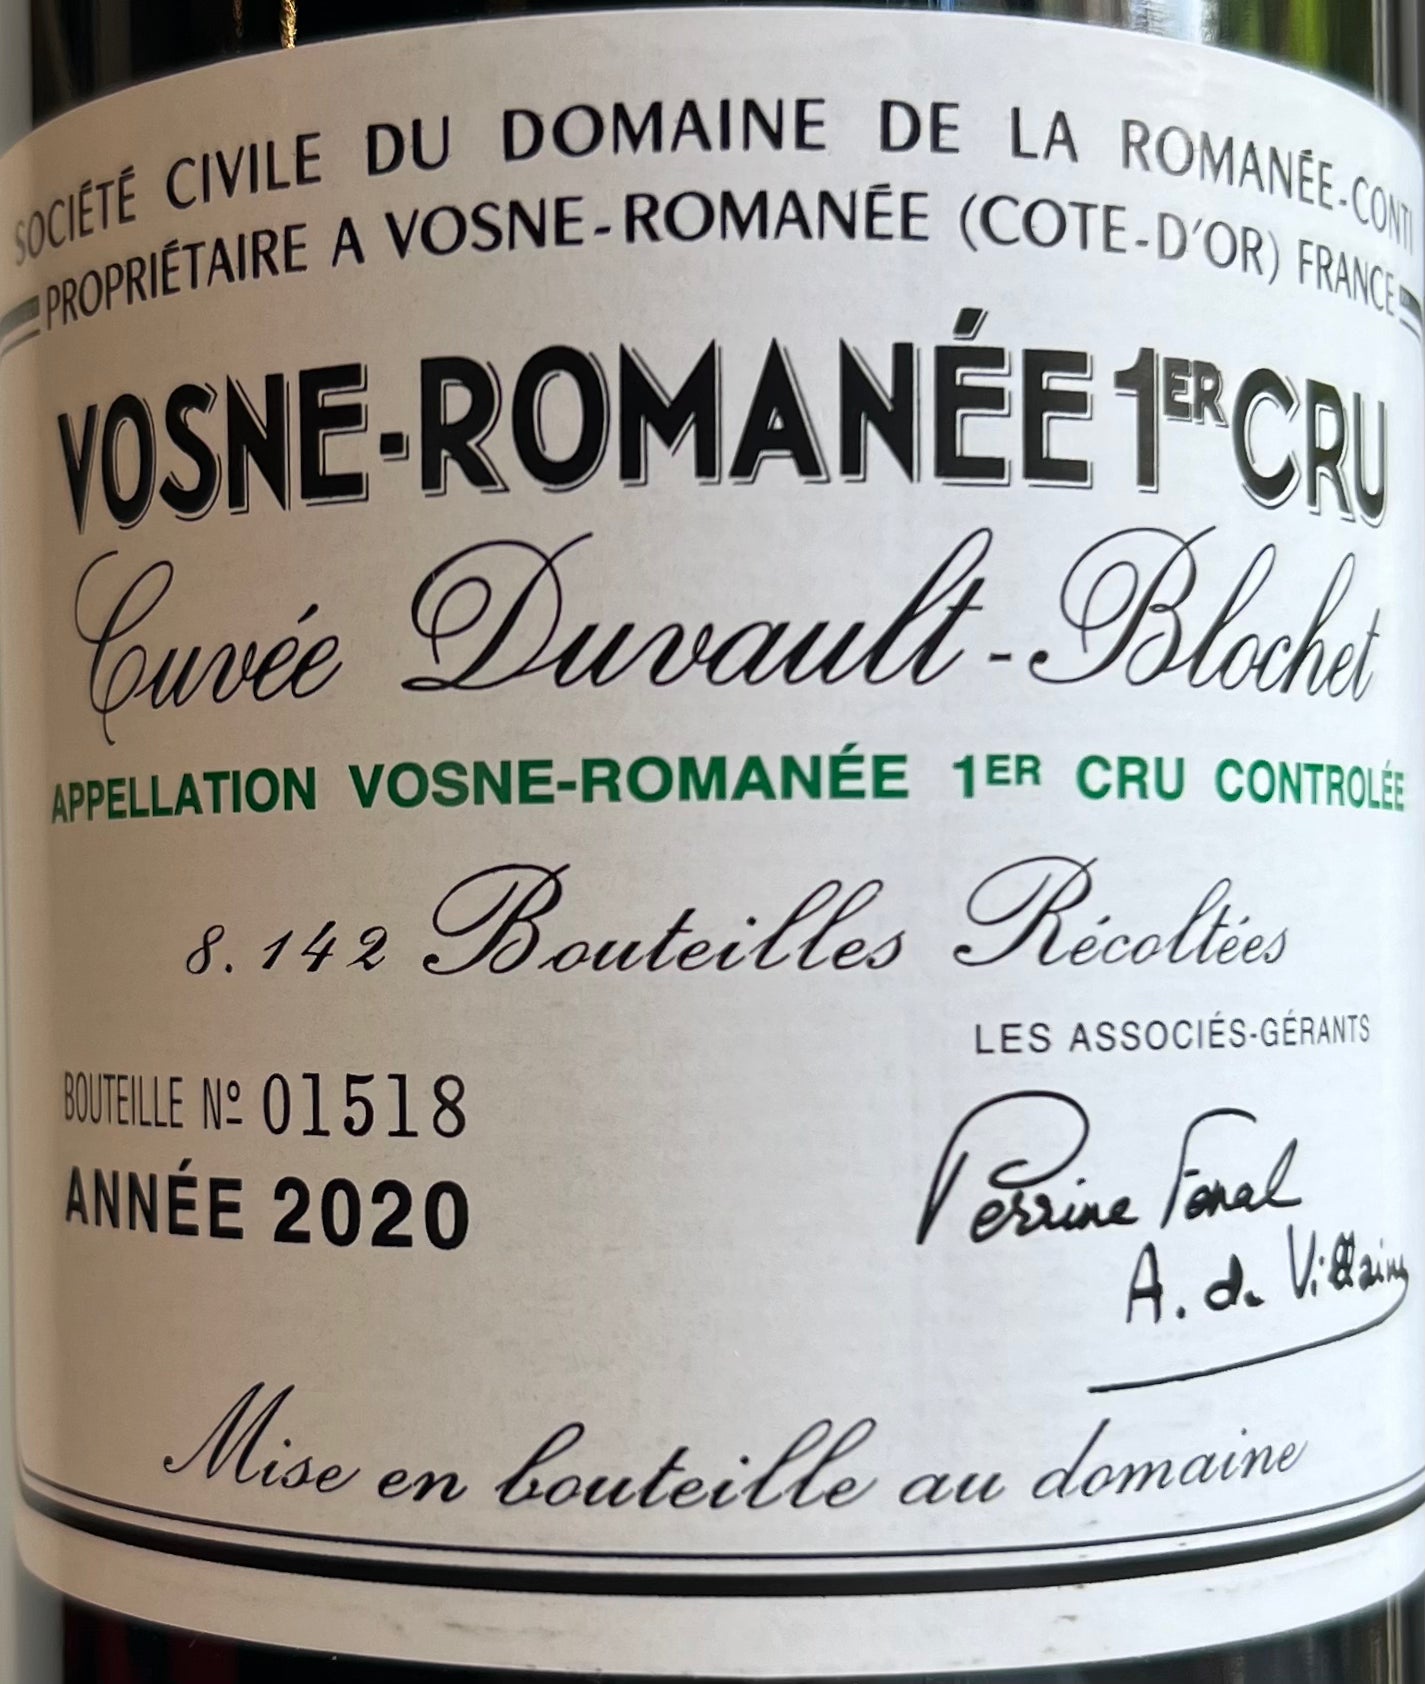 SOCIÉTÉ CIVILE DU DOMAINE DE LA ROMANÉE-CONTI
PROPRIÉTAIRE A VOSNE-ROMANÉE (COTE-D'OR) FRANCE
VOSNE-ROMANÉE 1ER CRU
Cuvée Duvault-Blochet
APPELLATION VOSNE-ROMANÉE 1ER CRU CONTROLÉE
8.142 Bouteilles Récoltées
LES ASSOCIÉS-GÉRANTS
BOUTEILLE Nº 01518
ANNÉE 2020
Perrine Fenal
A. de Villaine
Mise en bouteille au domaine